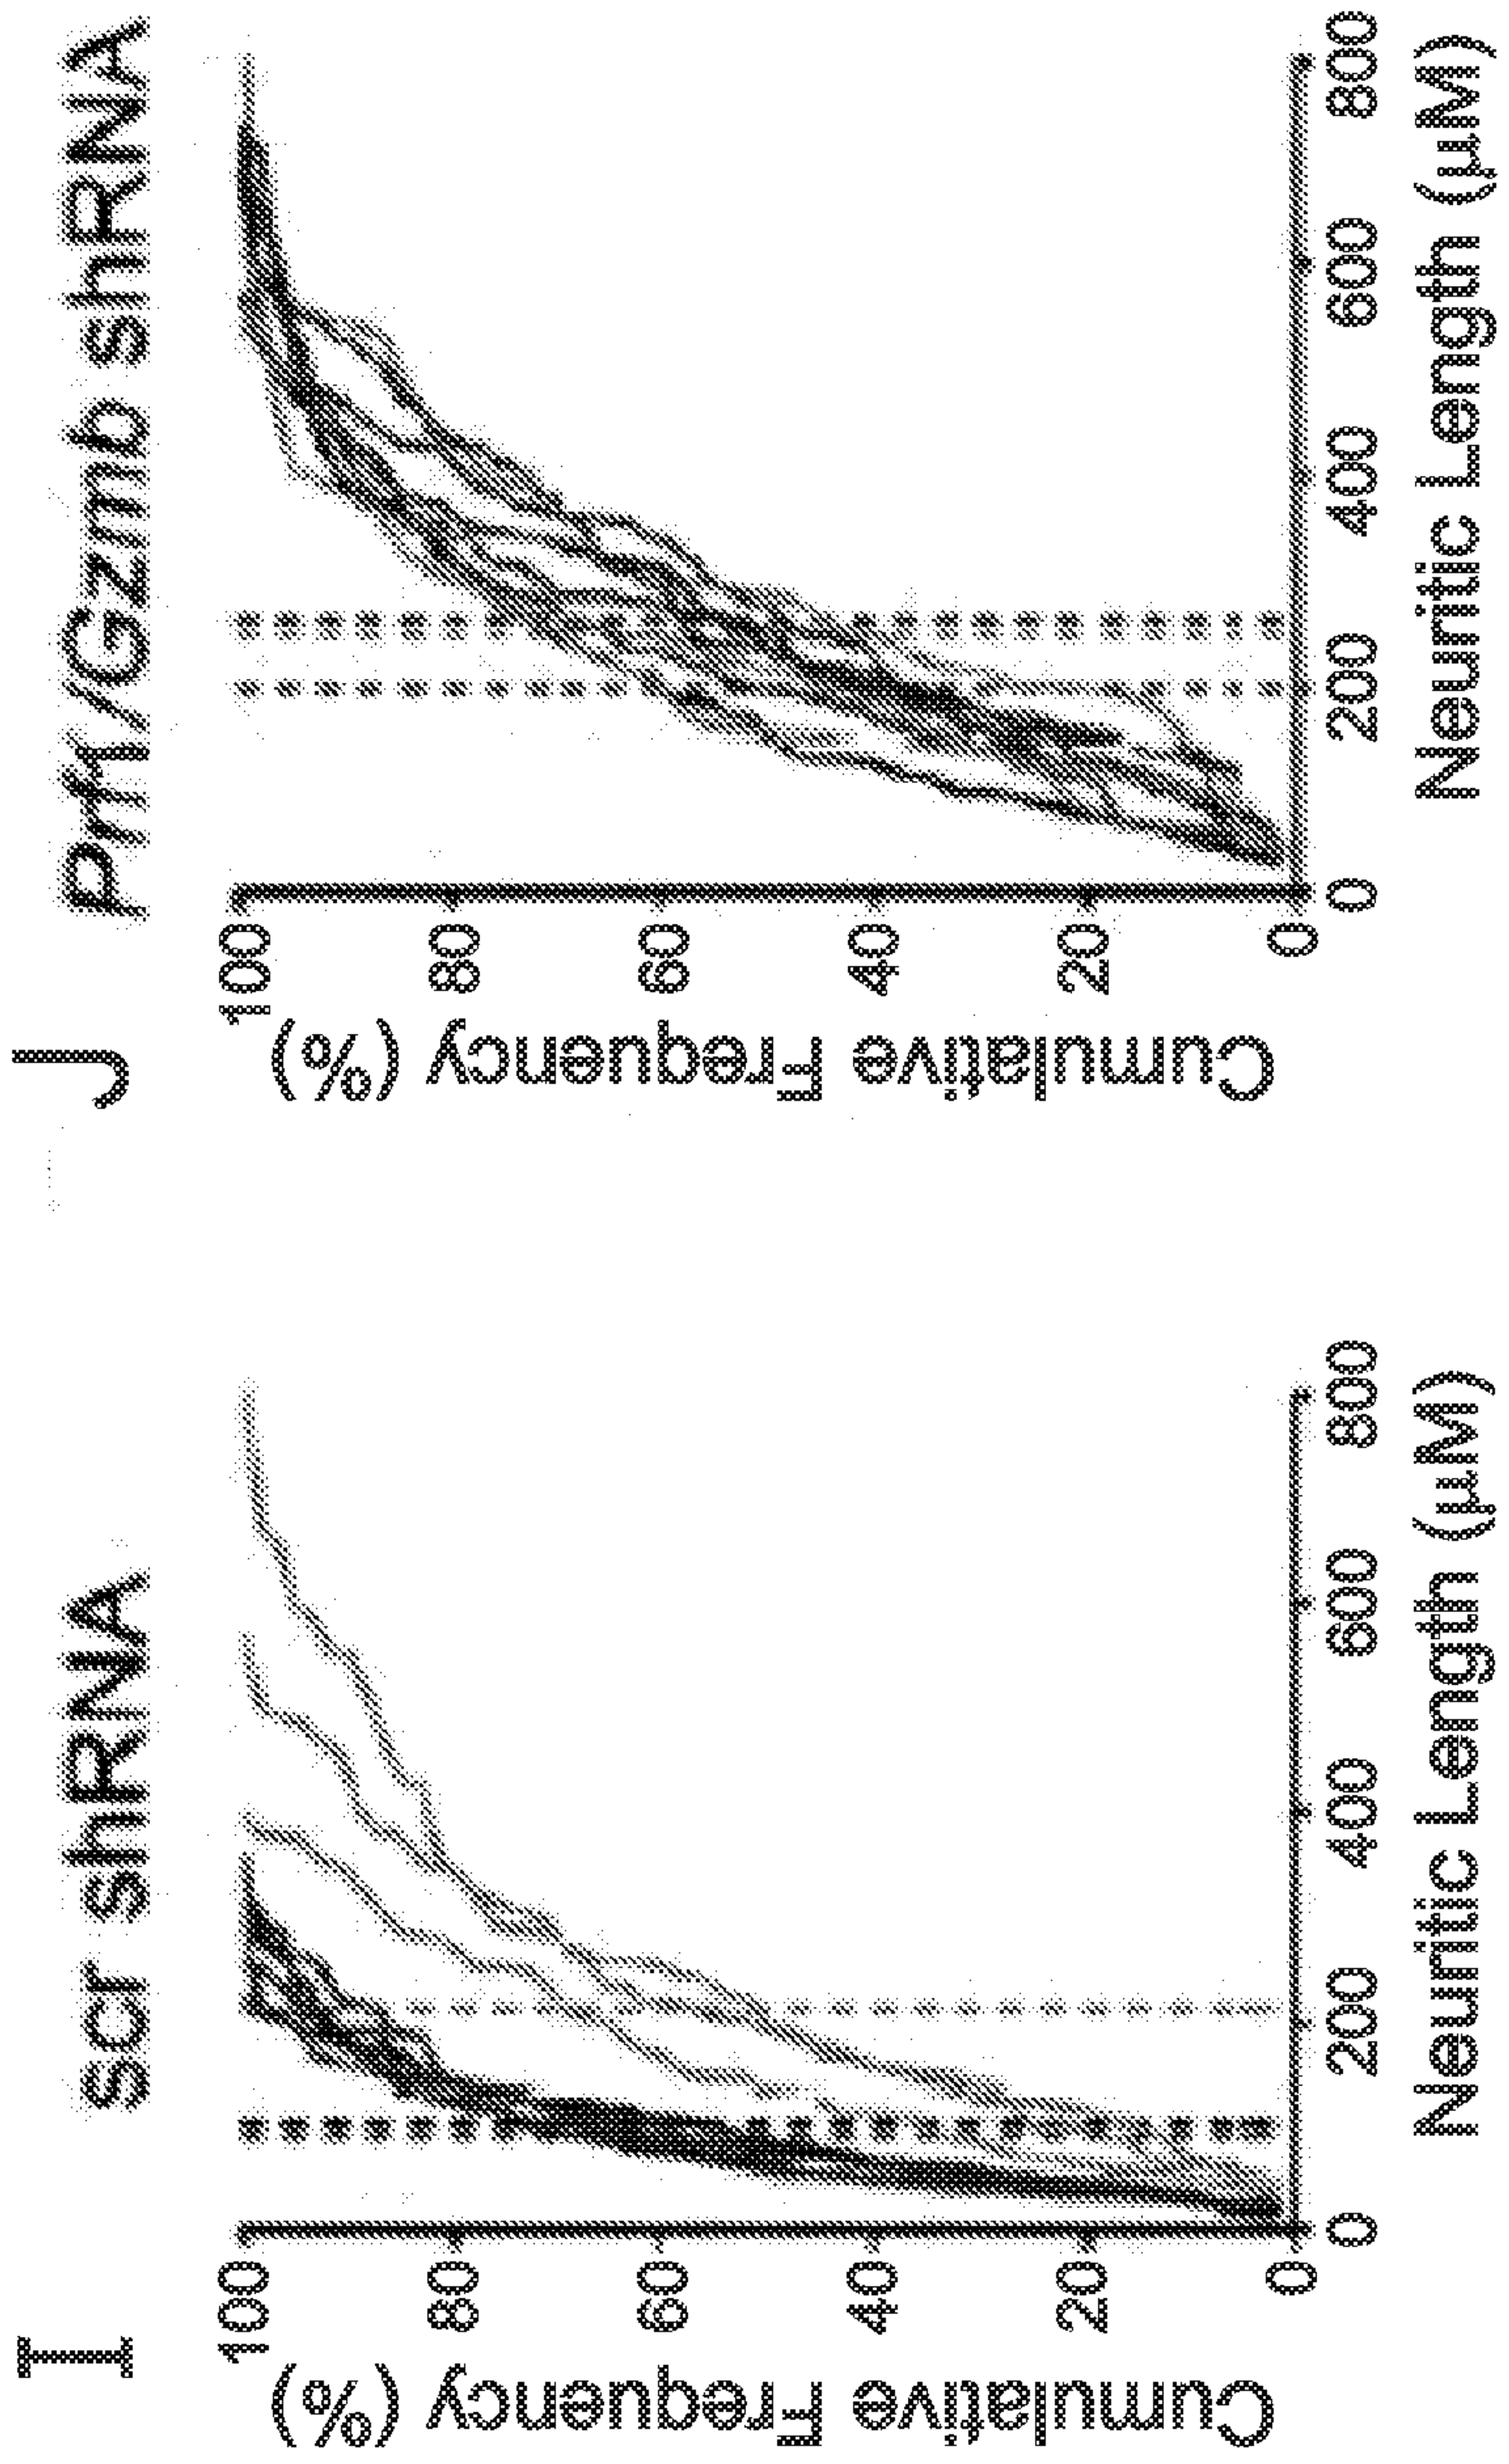 I
scr shRNA
Cumulative Frequency (%)
100
80
60
40
20
0
0 200 400 600 800
Neuritic Length (µM)
J
Prf1/Gzmb shRNA
Cumulative Frequency (%)
100
80
60
40
20
0
0 200 400 600 800
Neuritic Length (µM)